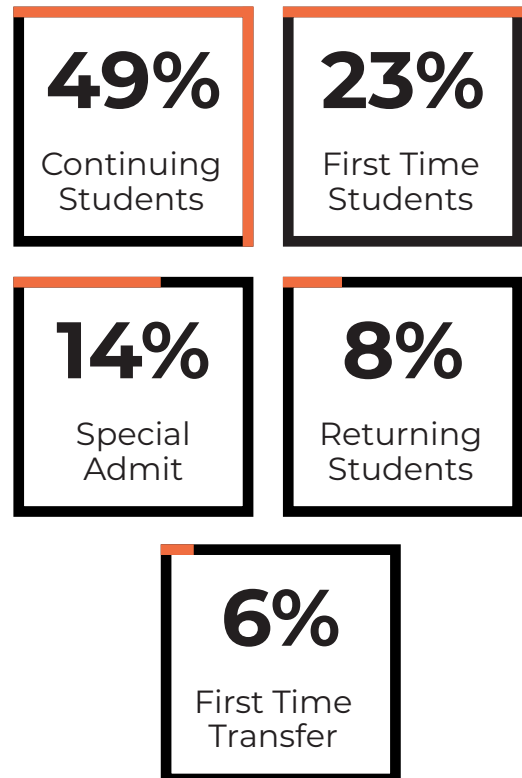 49%
Continuing
Students
23%
First Time
Students
14%
Special
Admit
8%
Returning
Students
6%
First Time
Transfer